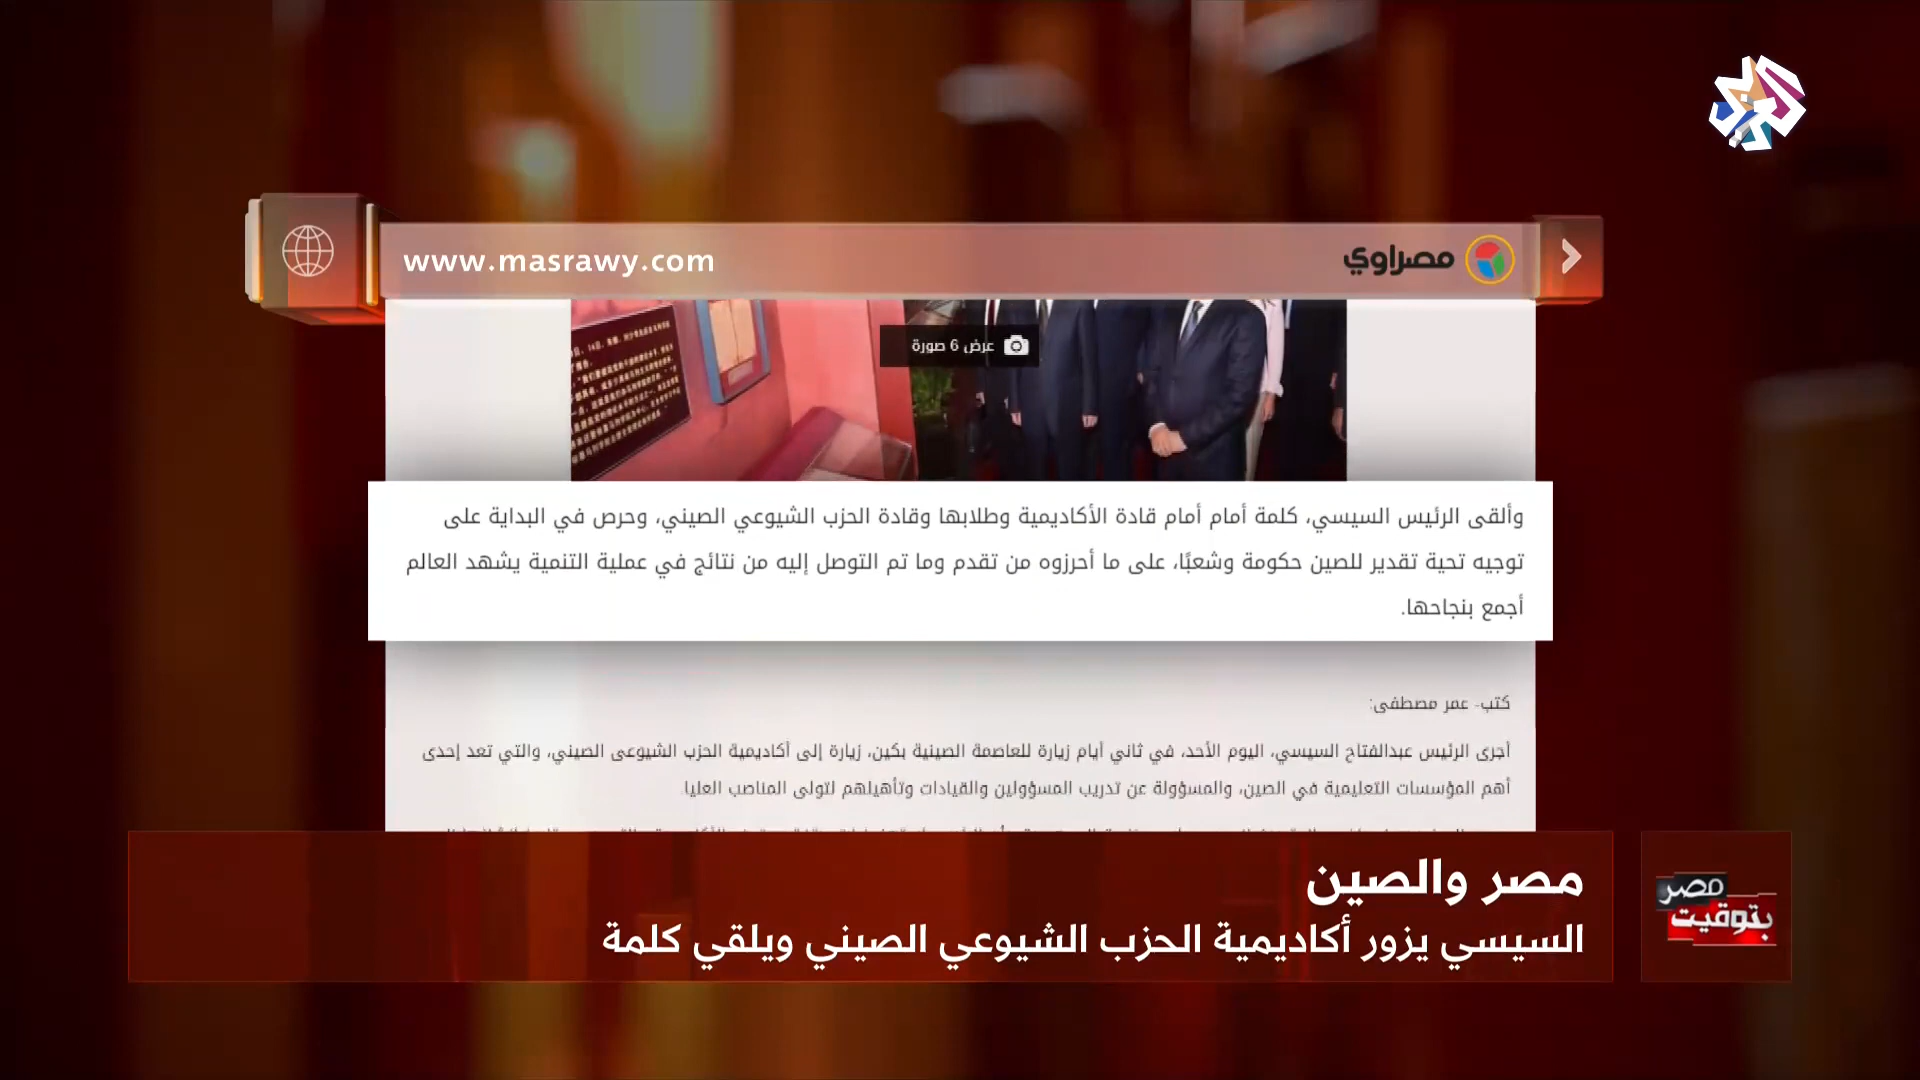 www.masrawy.com
مصراوي
عرض 6 صورة
وألقى الرئيس السيسي، كلمة أمام أمام قادة الأكاديمية وطلابها وقادة الحزب الشيوعي الصيني، وحرص في البداية على
توجيه تحية تقدير للصين حكومة وشعبًا، على ما أحرزوه من تقدم وما تم التوصل إليه من نتائج في عملية التنمية يشهد العالم
أجمع بنجاحها.
كتب- عمر مصطفى:
أجرى الرئيس عبدالفتاح السيسي، اليوم الأحد، في ثاني أيام زيارة للعاصمة الصينية بكين، زيارة إلى أكاديمية الحزب الشيوعى الصيني، والتي تعد إحدى
أهم المؤسسات التعليمية في الصين، والمسؤولة عن تدريب المسؤولين والقيادات وتأهيلهم لتولى المناصب العليا.
مصر والصين
السيسي يزور أكاديمية الحزب الشيوعي الصيني ويلقي كلمة
مصر
بتوقيت